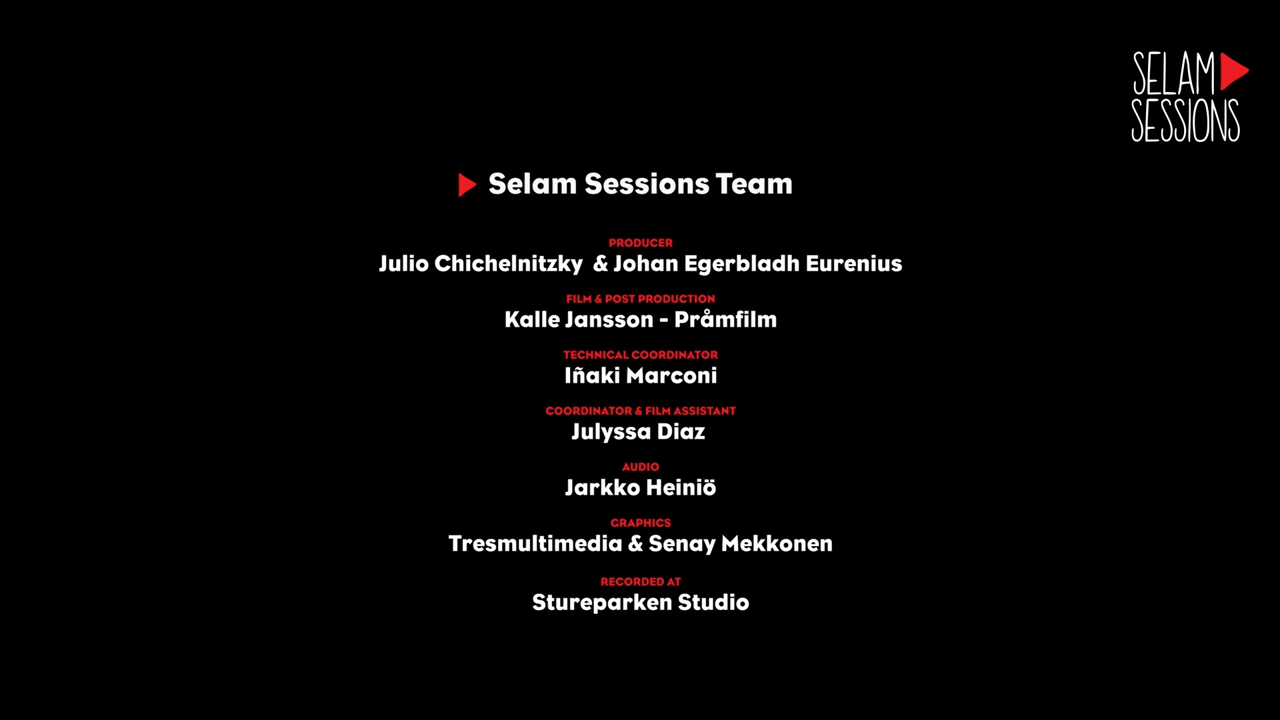 SELAM
SESSIONS
Selam Sessions Team
PRODUCER
Julio Chichelnitzky & Johan Egerbladh Eurenius
FILM & POST PRODUCTION
Kalle Jansson - Pråmfilm
TECHNICAL COORDINATOR
Iñaki Marconi
COORDINATOR & FILM ASSISTANT
Julyssa Diaz
AUDIO
Jarkko Heiniö
GRAPHICS
Tresmultimedia & Senay Mekkonen
RECORDED AT
Stureparken Studio